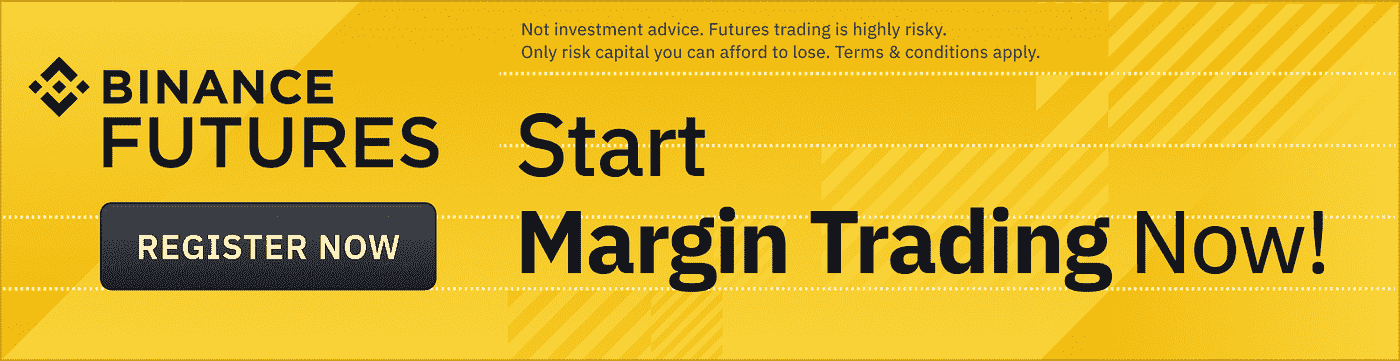 BINANCE
FUTURES
REGISTER NOW
Not investment advice. Futures trading is highly risky.
Only risk capital you can afford to lose. Terms & conditions apply.
Start
Margin Trading Now!